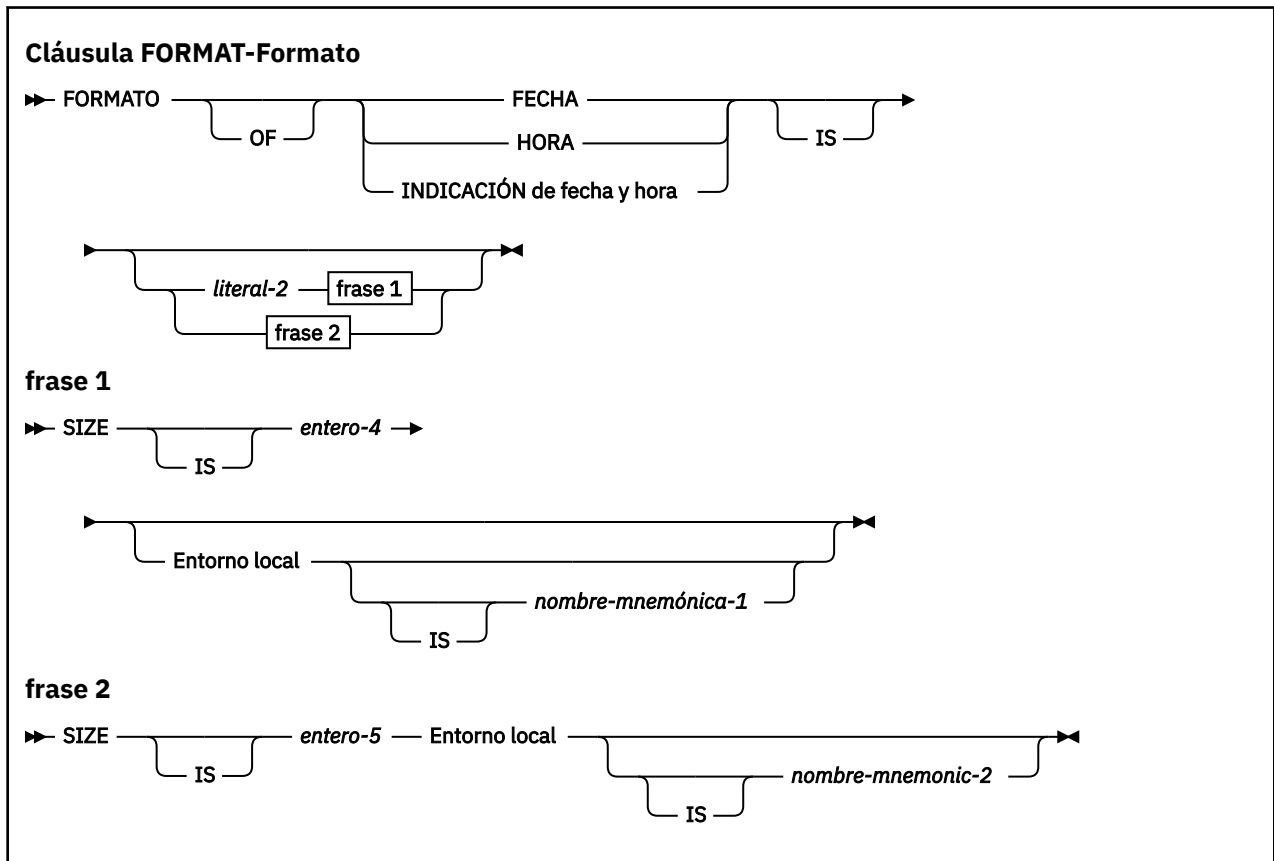 Cláusula FORMAT-Formato
FORMATO OF FECHA IS
HORA
INDICACIÓN de fecha y hora
literal-2 frase 1
frase 2
frase 1
SIZE IS entero-4
Entorno local IS nombre-mnemónica-1
frase 2
SIZE IS entero-5 Entorno local IS nombre-mnemonic-2